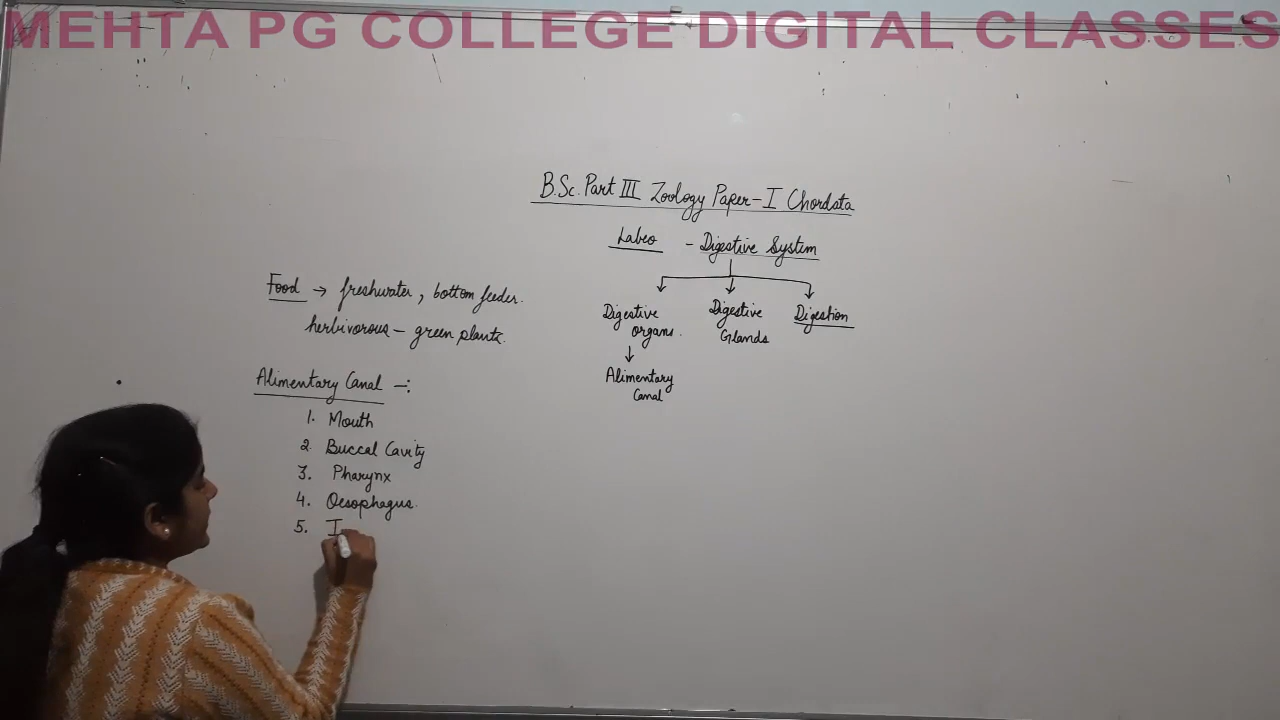 MEHTA PG COLLEGE DIGITAL CLASSES
B.Sc. Part III Zoology Paper-I Chordata
Labeo - Digestive System
Food → freshwater, bottom feeder.
herbivorous - green plants.
Digestive organs.
Digestive Glands
Digestion
↓
Alimentary Canal
Alimentary Canal -:
1. Mouth
2. Buccal Cavity
3. Pharynx
4. Oesophagus.
5. I